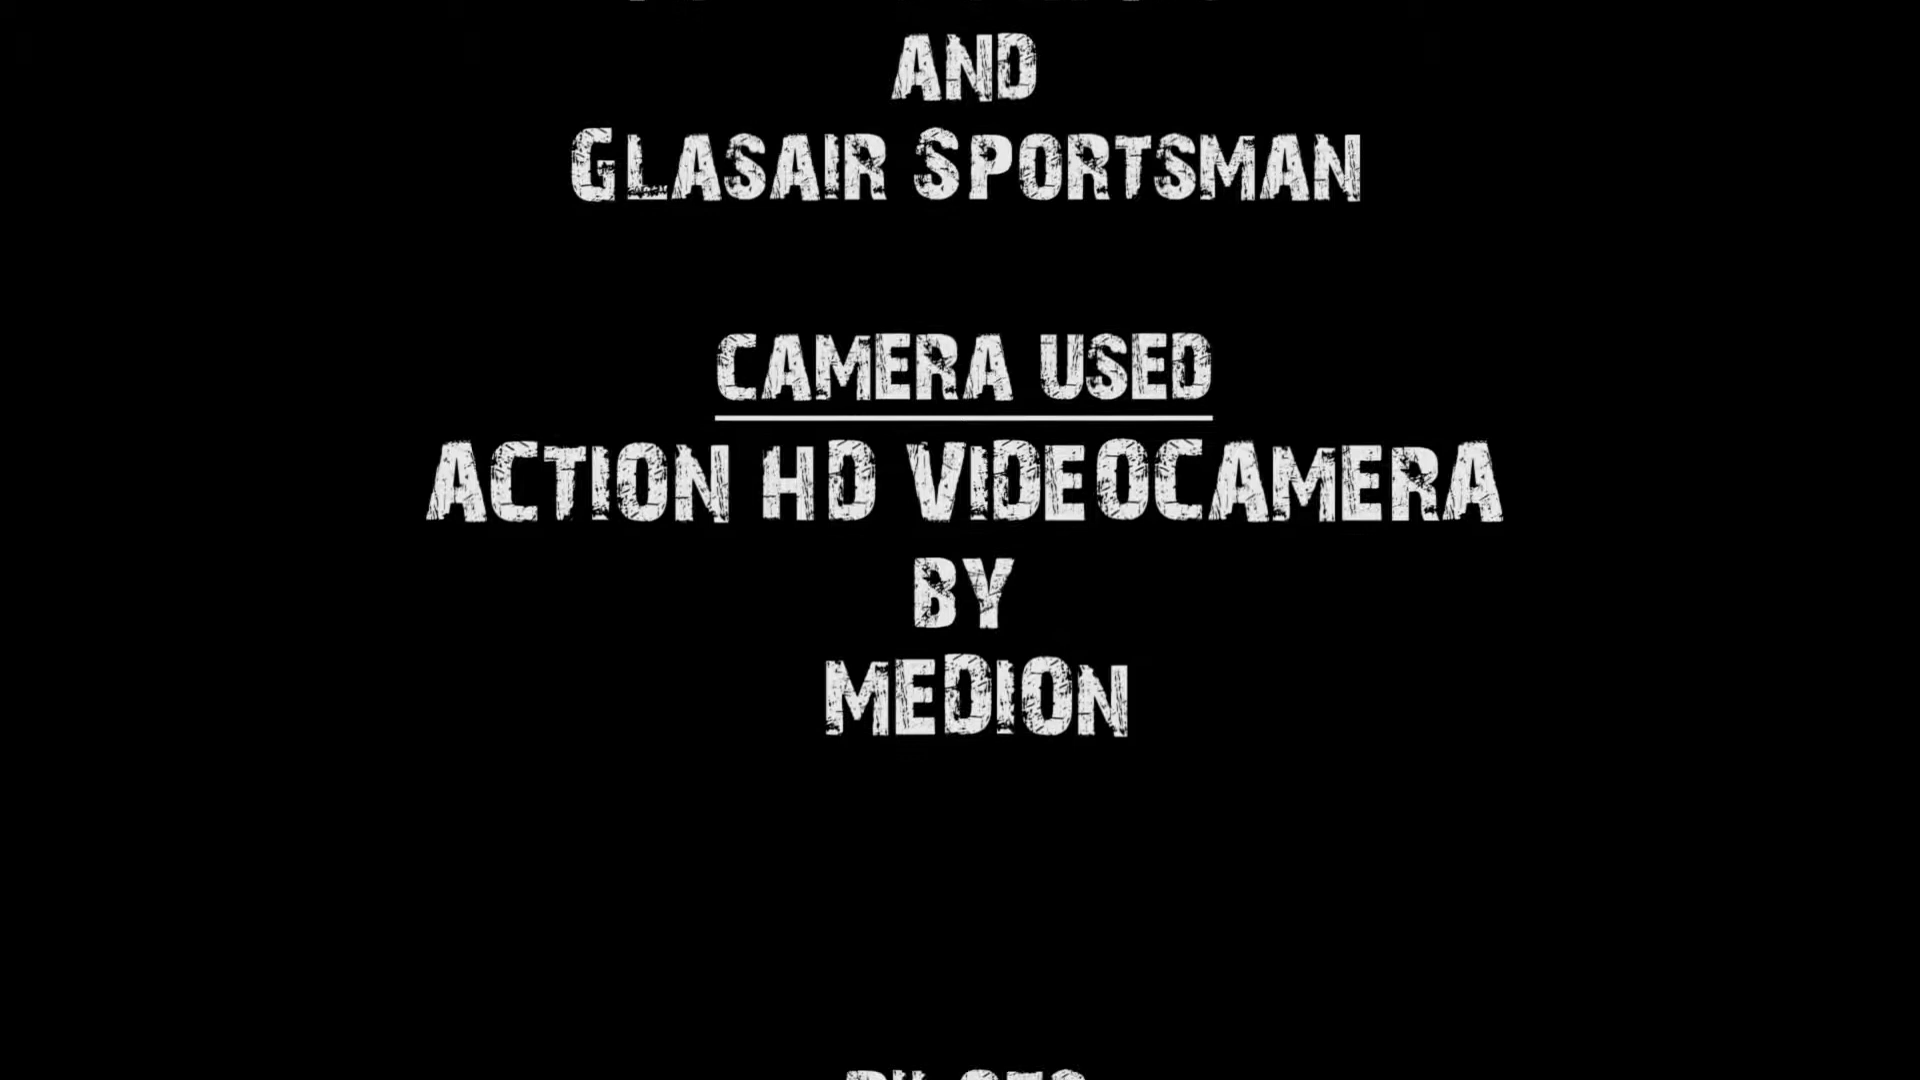 AND
GLASAIR SPORTSMAN
CAMERA USED
ACTION HD VIDEOCAMERA
BY
MEDION